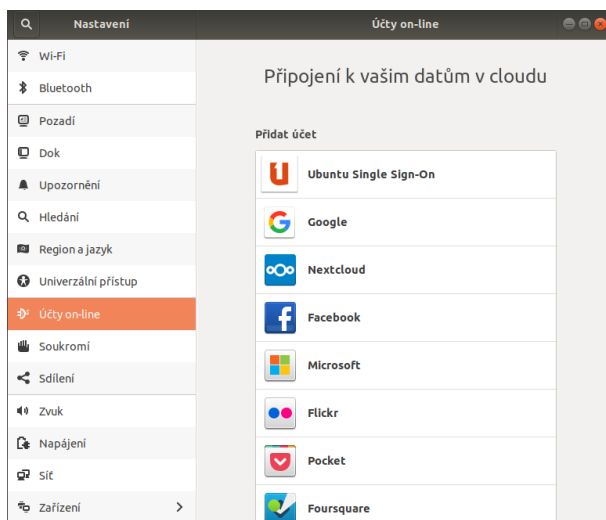 Nastavení
Účty on-line
Wi-Fi
Bluetooth
Pozadí
Dok
Upozornění
Hledání
Region a jazyk
Univerzální přístup
Účty on-line
Soukromí
Sdílení
Zvuk
Napájení
Síť
Zařízení
Připojení k vašim datům v cloudu
Přidat účet
Ubuntu Single Sign-On
Google
Nextcloud
Facebook
Microsoft
Flickr
Pocket
Foursquare